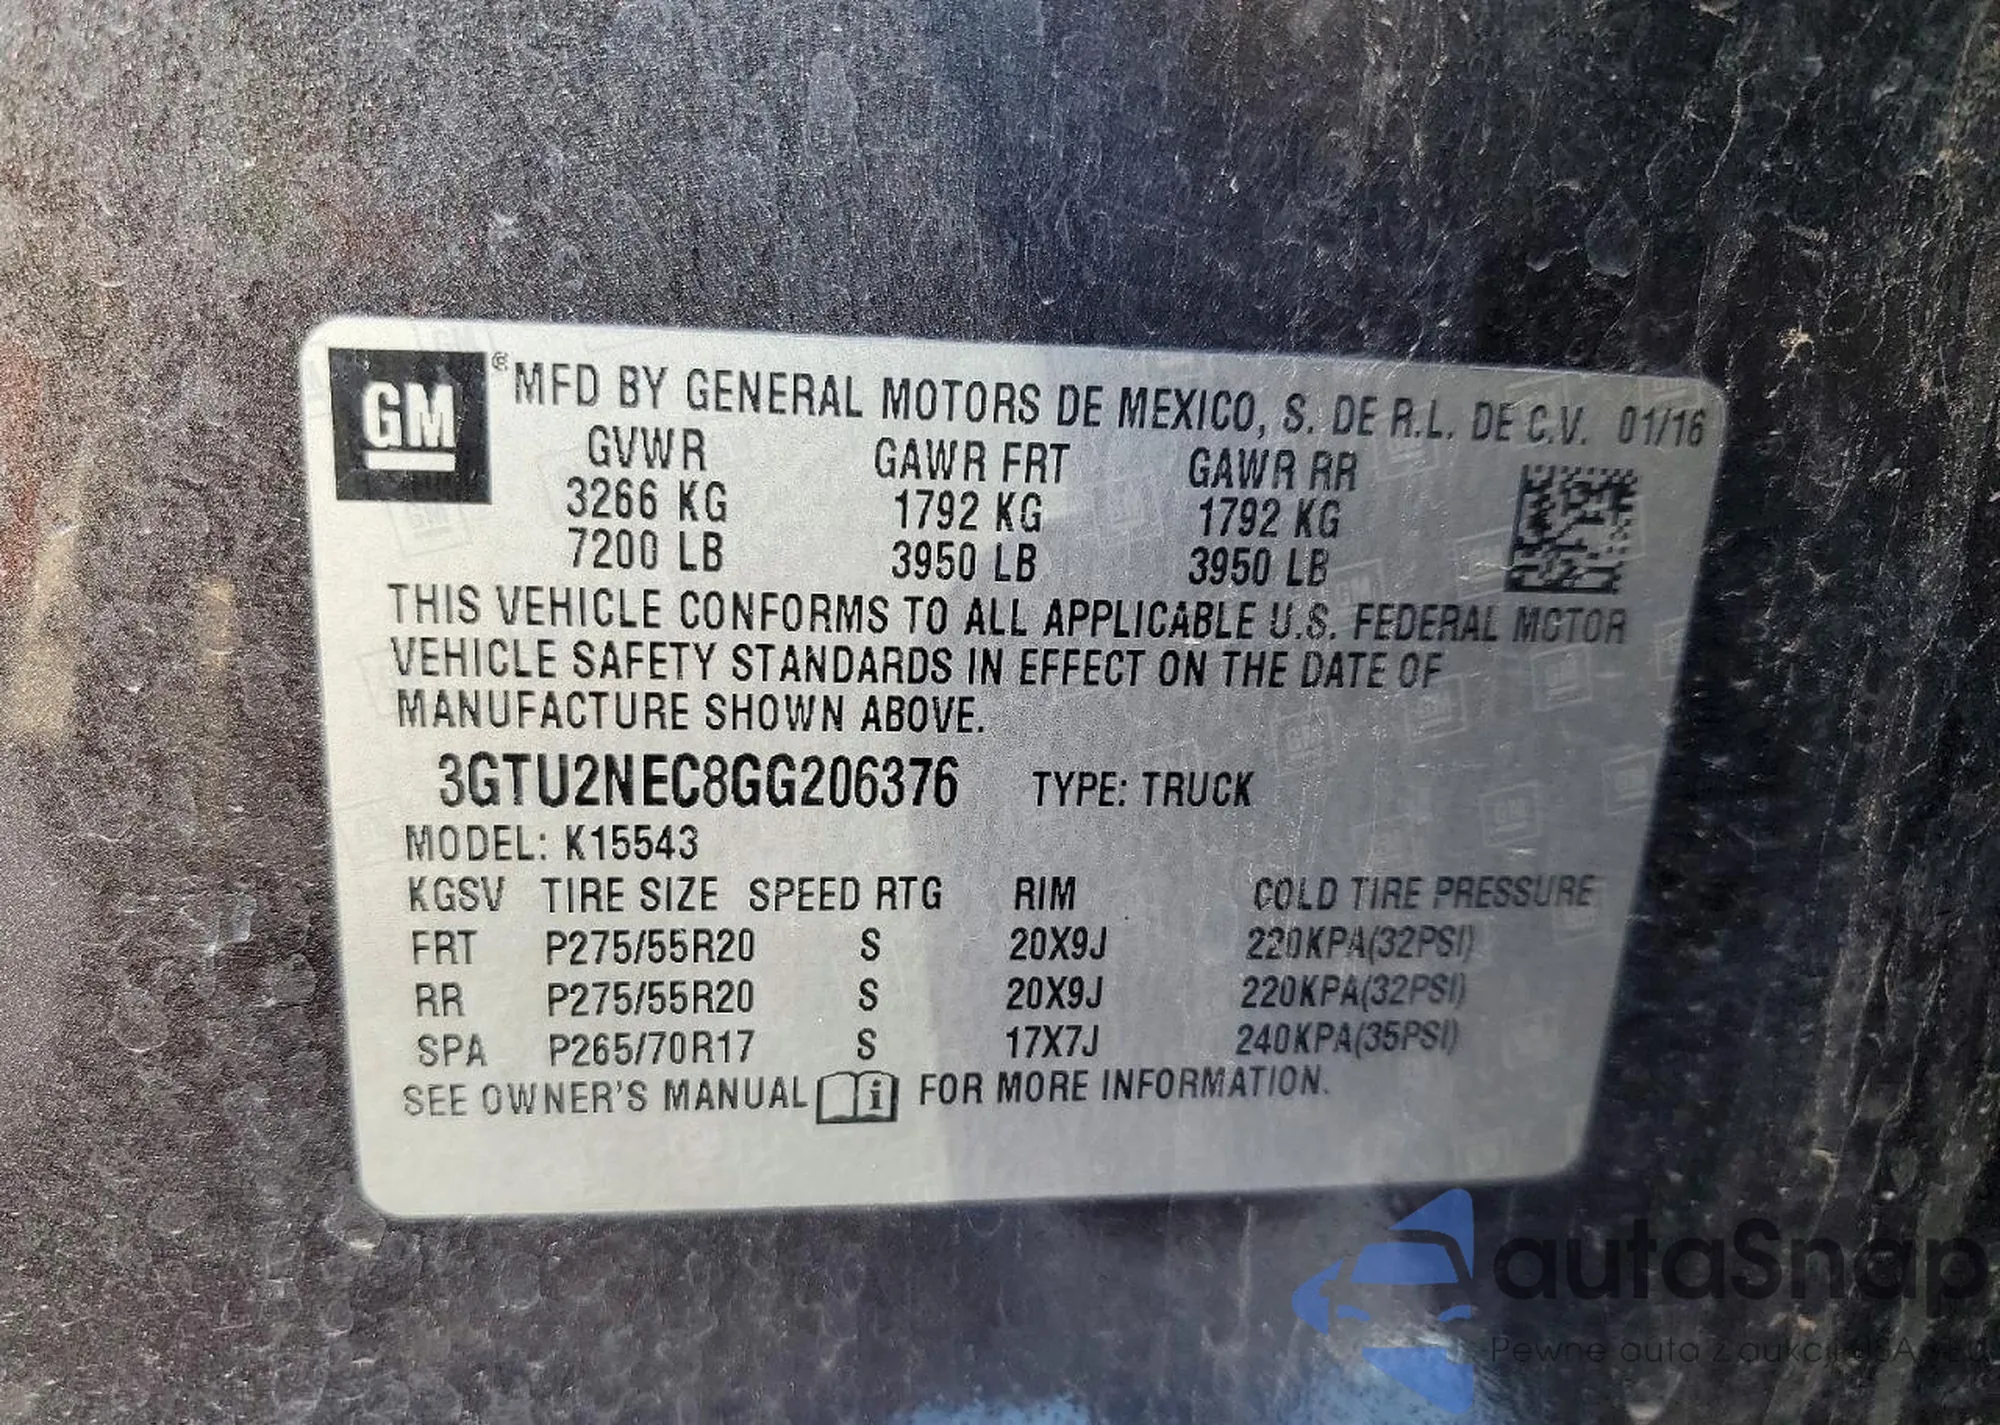 GM ® MFD BY GENERAL MOTORS DE MEXICO, S. DE R.L. DE C.V. 01/16
GVWR GAWR FRT GAWR RR
3266 KG 1792 KG 1792 KG
7200 LB 3950 LB 3950 LB
THIS VEHICLE CONFORMS TO ALL APPLICABLE U.S. FEDERAL MOTOR
VEHICLE SAFETY STANDARDS IN EFFECT ON THE DATE OF
MANUFACTURE SHOWN ABOVE.
3GTU2NEC8GG206376 TYPE: TRUCK
MODEL: K15543
KGSV TIRE SIZE SPEED RTG RIM COLD TIRE PRESSURE
FRT P275/55R20 S 20X9J 220KPA(32PSI)
RR P275/55R20 S 20X9J 220KPA(32PSI)
SPA P265/70R17 S 17X7J 240KPA(35PSI)
SEE OWNER'S MANUAL i FOR MORE INFORMATION.
autaSnap
Pewne auta z aukcji USA